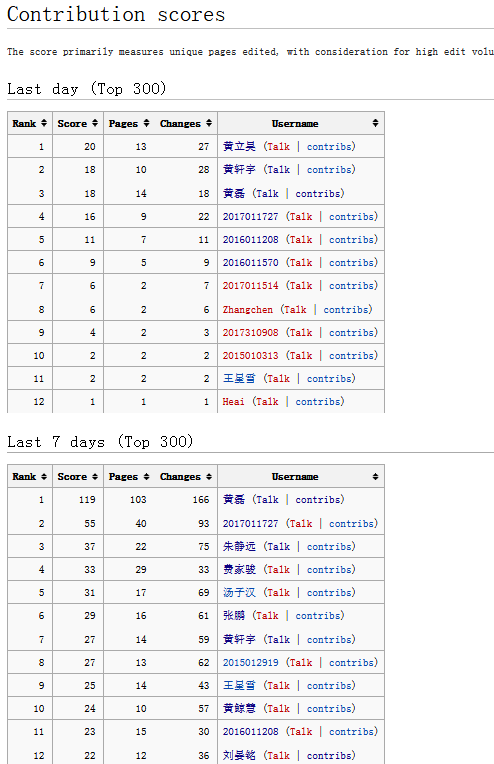 Contribution scores
The score primarily measures unique pages edited, with consideration for high edit volu
Last day (Top 300)
Rank Score Pages Changes Username
1 20 13 27 黄立昊 (Talk | contribs)
2 18 10 28 黄轩宇 (Talk | contribs)
3 18 14 18 黄磊 (Talk | contribs)
4 16 9 22 2017011727 (Talk | contribs)
5 11 7 11 2016011208 (Talk | contribs)
6 9 5 9 2016011570 (Talk | contribs)
7 6 2 7 2017011514 (Talk | contribs)
8 6 2 6 Zhangchen (Talk | contribs)
9 4 2 3 2017310908 (Talk | contribs)
10 2 2 2 2015010313 (Talk | contribs)
11 2 2 2 王星雪 (Talk | contribs)
12 1 1 1 Heai (Talk | contribs)
Last 7 days (Top 300)
Rank Score Pages Changes Username
1 119 103 166 黄磊 (Talk | contribs)
2 55 40 93 2017011727 (Talk | contribs)
3 37 22 75 朱静远 (Talk | contribs)
4 33 29 33 费家骏 (Talk | contribs)
5 31 17 69 汤子汉 (Talk | contribs)
6 29 16 61 张鹏 (Talk | contribs)
7 27 14 59 黄轩宇 (Talk | contribs)
8 27 13 62 2015012919 (Talk | contribs)
9 25 14 43 王星雪 (Talk | contribs)
10 24 10 57 黄鲸慧 (Talk | contribs)
11 23 15 30 2016011208 (Talk | contribs)
12 22 12 36 刘晏铭 (Talk | contribs)